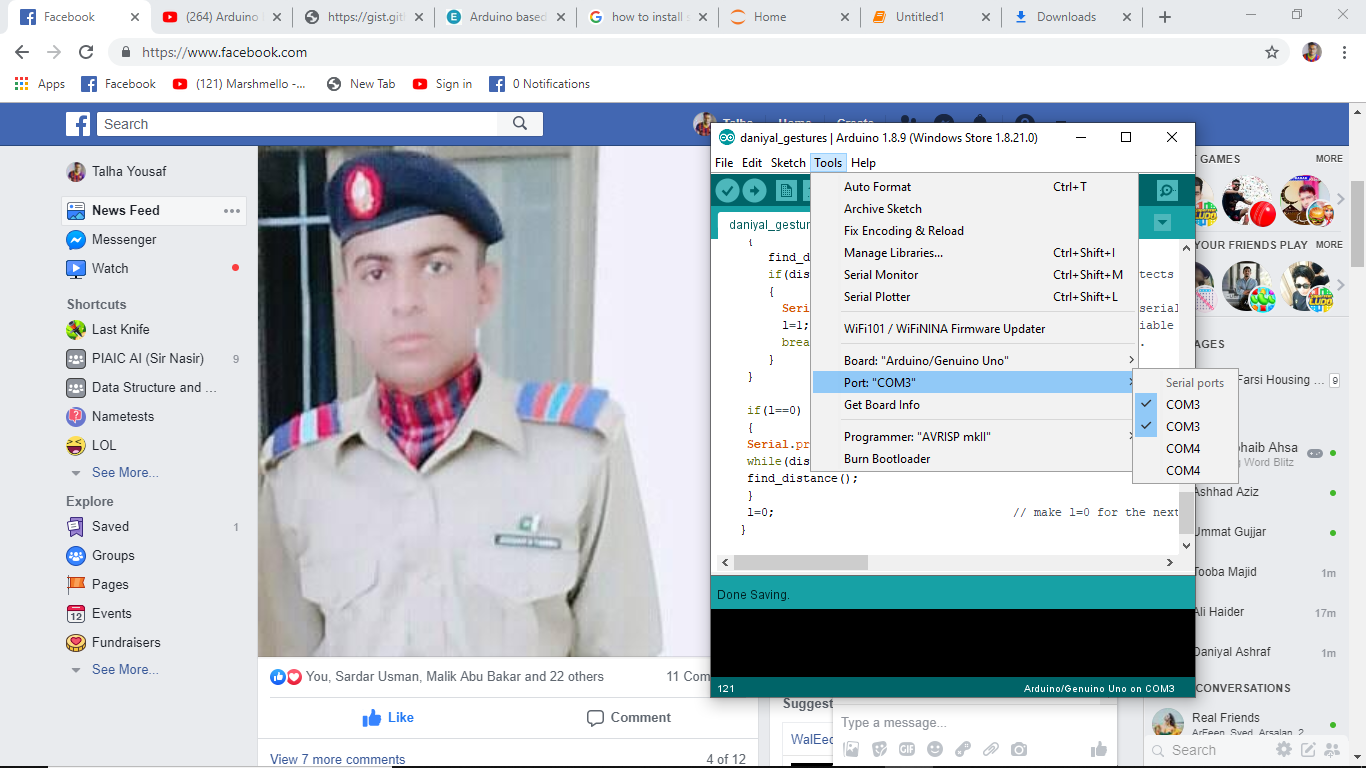 Facebook
(264) Arduino
https://gist.git
Arduino based
how to install s
Home
Untitled1
Downloads
https://www.facebook.com
Apps
Facebook
(121) Marshmello -...
New Tab
Sign in
0 Notifications
Search
Talha
Home
Create
Talha Yousaf
News Feed
Messenger
Watch
Shortcuts
Last Knife
PIAIC AI (Sir Nasir) 9
Data Structure and ...
Nametests
LOL
See More...
Explore
Saved 1
Groups
Pages
Events
12
Fundraisers
See More...
You, Sardar Usman, Malik Abu Bakar and 22 others
11 Com
Like
Comment
View 7 more comments
4 of 12
daniyal_gestures | Arduino 1.8.9 (Windows Store 1.8.21.0)
File Edit Sketch Tools Help
daniyal_gestur
{
find_d
if(dis
tects
{
Seri
serial
l=1;
iable
brea
.
}
}
if(l==0)
{
Serial.pr
while(dis
find_distance();
}
l=0; // make l=0 for the next
}
Auto Format Ctrl+T
Archive Sketch
Fix Encoding & Reload
Manage Libraries... Ctrl+Shift+I
Serial Monitor Ctrl+Shift+M
Serial Plotter Ctrl+Shift+L
WiFi101 / WiFiNINA Firmware Updater
Board: "Arduino/Genuino Uno"
Port: "COM3"
Get Board Info
Programmer: "AVRISP mkII"
Burn Bootloader
Serial ports
COM3
COM3
COM4
COM4
Done Saving.
121
Arduino/Genuino Uno on COM3
Sugges
WalEed
Type a message...
GIF
T GAMES MORE
YOUR FRIENDS PLAY MORE
AGES
Farsi Housing ... 9
haib Ahsa
g Word Blitz
Ashhad Aziz
Ummat Gujjar
Tooba Majid 1m
Ali Haider 17m
Daniyal Ashraf 1m
CONVERSATIONS
Real Friends
ArFeen, Syed, Arsalan, 2
Search